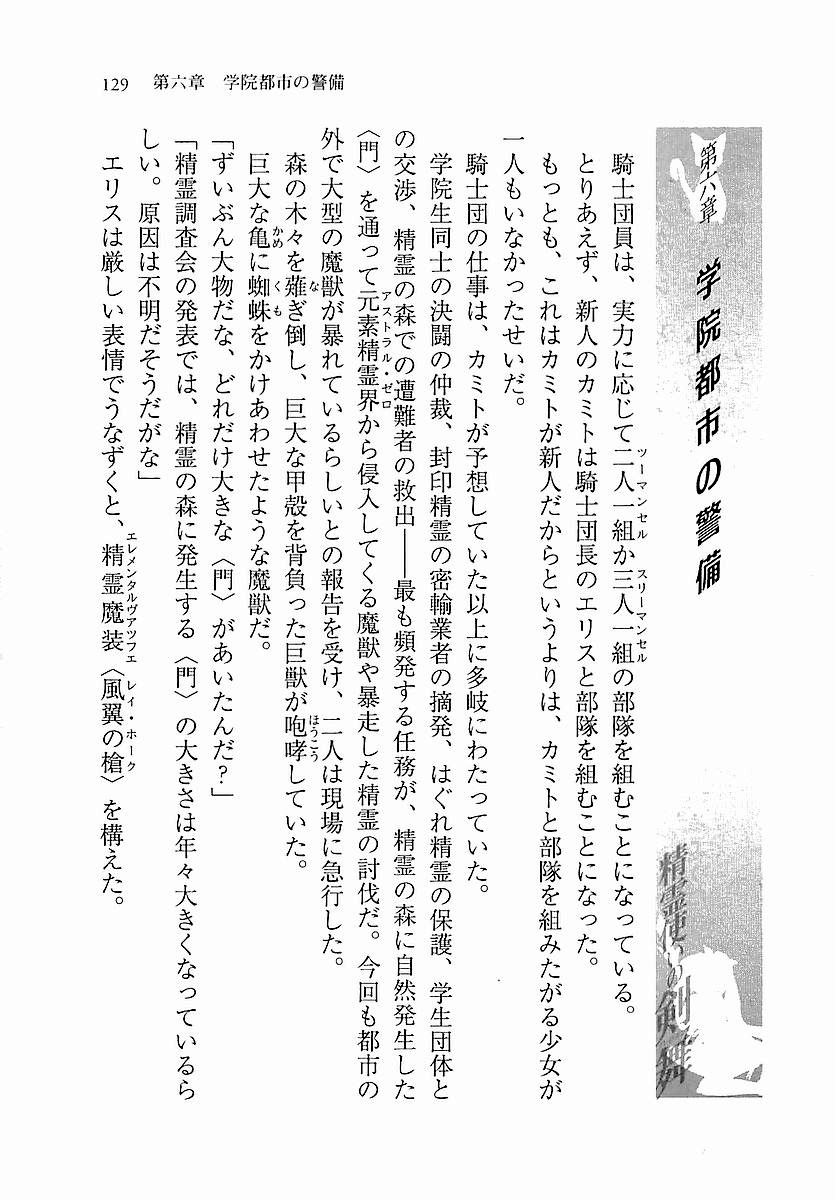 129　第六章　学院都市の警備
第六章　学院都市の警備
精霊使いの剣舞
　騎士団員は、実力に応じて二人一組か三人一組の部隊を組むことになっている。
ツーマンセル　スリーマンセル
　とりあえず、新人のカミトは騎士団長のエリスと部隊を組むことになった。
　もっとも、これはカミトが新人だからというよりは、カミトと部隊を組みたがる少女が
一人もいなかったせいだ。
　騎士団の仕事は、カミトが予想していた以上に多岐にわたっていた。
　学院生同士の決闘の仲裁、封印精霊の密輸業者の摘発、はぐれ精霊の保護、学生団体と
の交渉、精霊の森での遭難者の救出――最も頻発する任務が、精霊の森に自然発生した
〈門〉を通って元素精霊界から侵入してくる魔獣や暴走した精霊の討伐だ。今回も都市の
アストラル・ゼロ
外で大型の魔獣が暴れているらしいとの報告を受け、二人は現場に急行した。
　森の木々を薙ぎ倒し、巨大な甲殻を背負った巨獣が咆哮していた。
な　ほうこう
　巨大な亀に蜘蛛をかけあわせたような魔獣だ。
かめ　くも
「ずいぶん大物だな、どれだけ大きな〈門〉があいたんだ？」
「精霊調査会の発表では、精霊の森に発生する〈門〉の大きさは年々大きくなっているら
しい。原因は不明だそうだがな」
　エリスは厳しい表情でうなずくと、精霊魔装〈風翼の槍〉を構えた。
エレメンタルヴァッフェ　レイ・ホーク